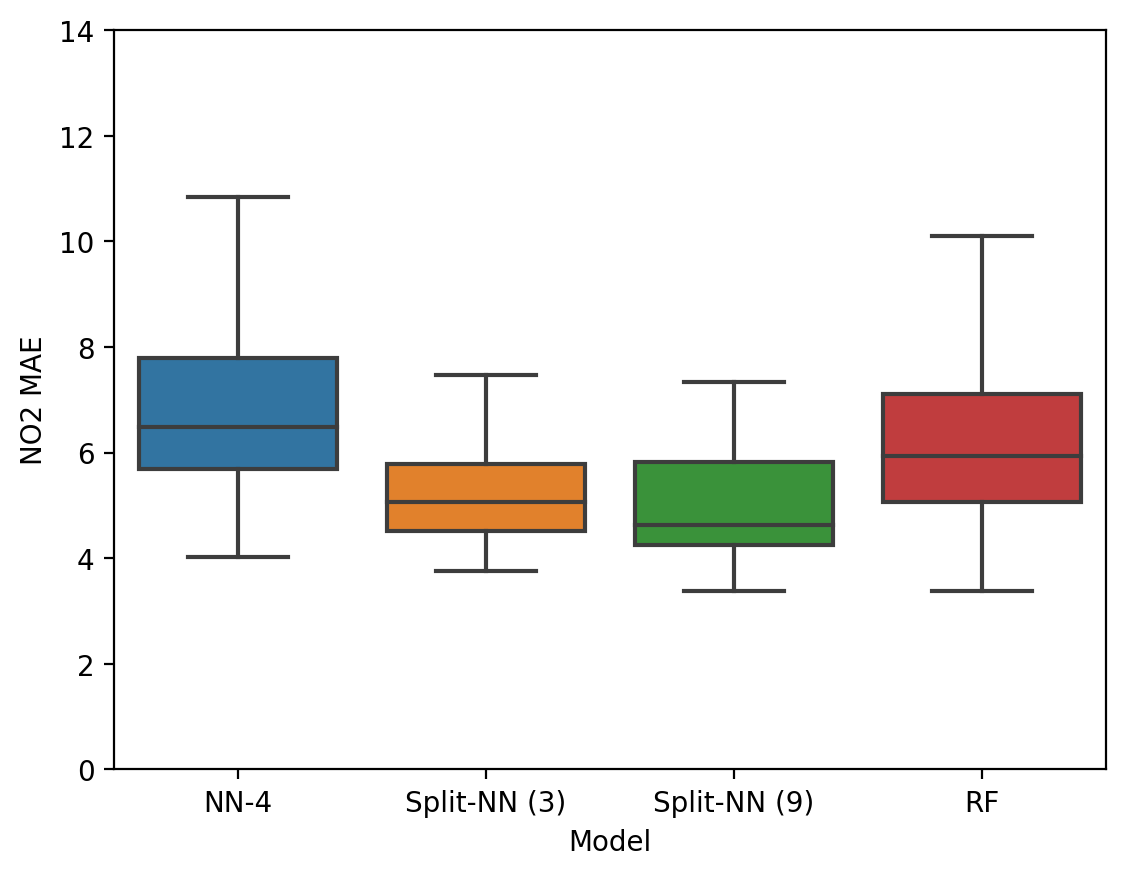 14
12
10
8
6
4
2
0
NO2 MAE
NN-4
Split-NN (3)
Split-NN (9)
RF
Model